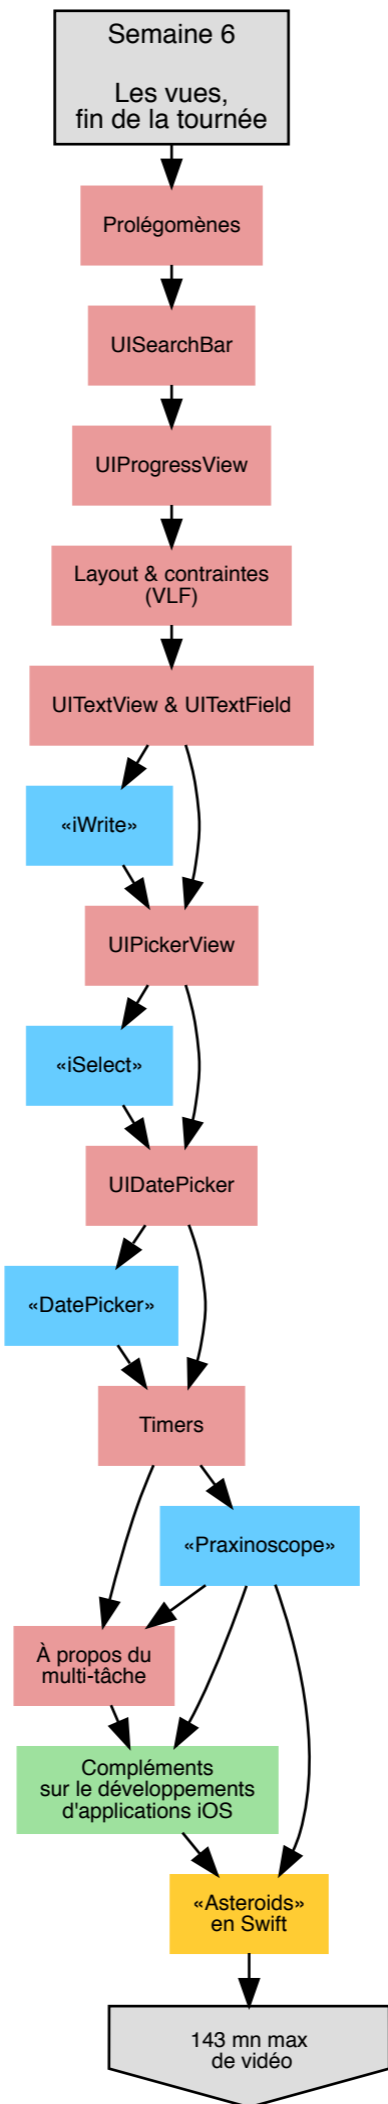 Semaine 6
Les vues,
fin de la tournée
Prolégomènes
UISearchBar
UIProgressView
Layout & contraintes
(VLF)
UITextView & UITextField
«iWrite»
UIPickerView
«iSelect»
UIDatePicker
«DatePicker»
Timers
«Praxinoscope»
À propos du
multi-tâche
Compléments
sur le développements
d'applications iOS
«Asteroids»
en Swift
143 mn max
de vidéo